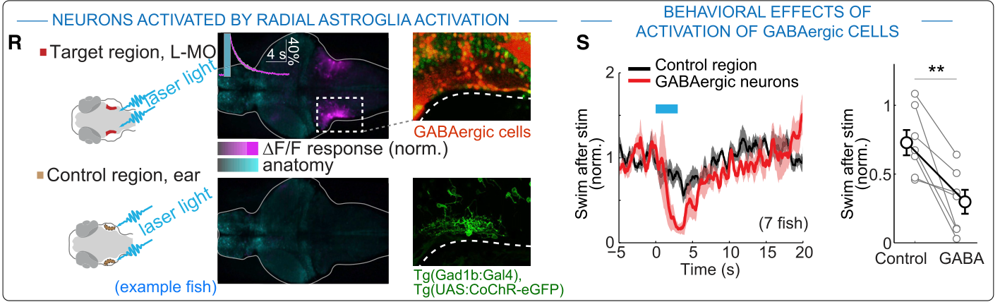 NEURONS ACTIVATED BY RADIAL ASTROGLIA ACTIVATION
R
Target region, L-MO
laser light
4 s
40%
GABAergic cells
ΔF/F response (norm.)
anatomy
Control region, ear
laser light
(example fish)
Tg(Gad1b:Gal4),
Tg(UAS:CoChR-eGFP)
BEHAVIORAL EFFECTS OF
ACTIVATION OF GABAergic CELLS
S
Control region
GABAergic neurons
Swim after stim
(norm.)
2
1
0
(7 fish)
−5 0 5 10 15 20
Time (s)
**
Swim after stim
(norm.)
1
0.5
0
Control GABA